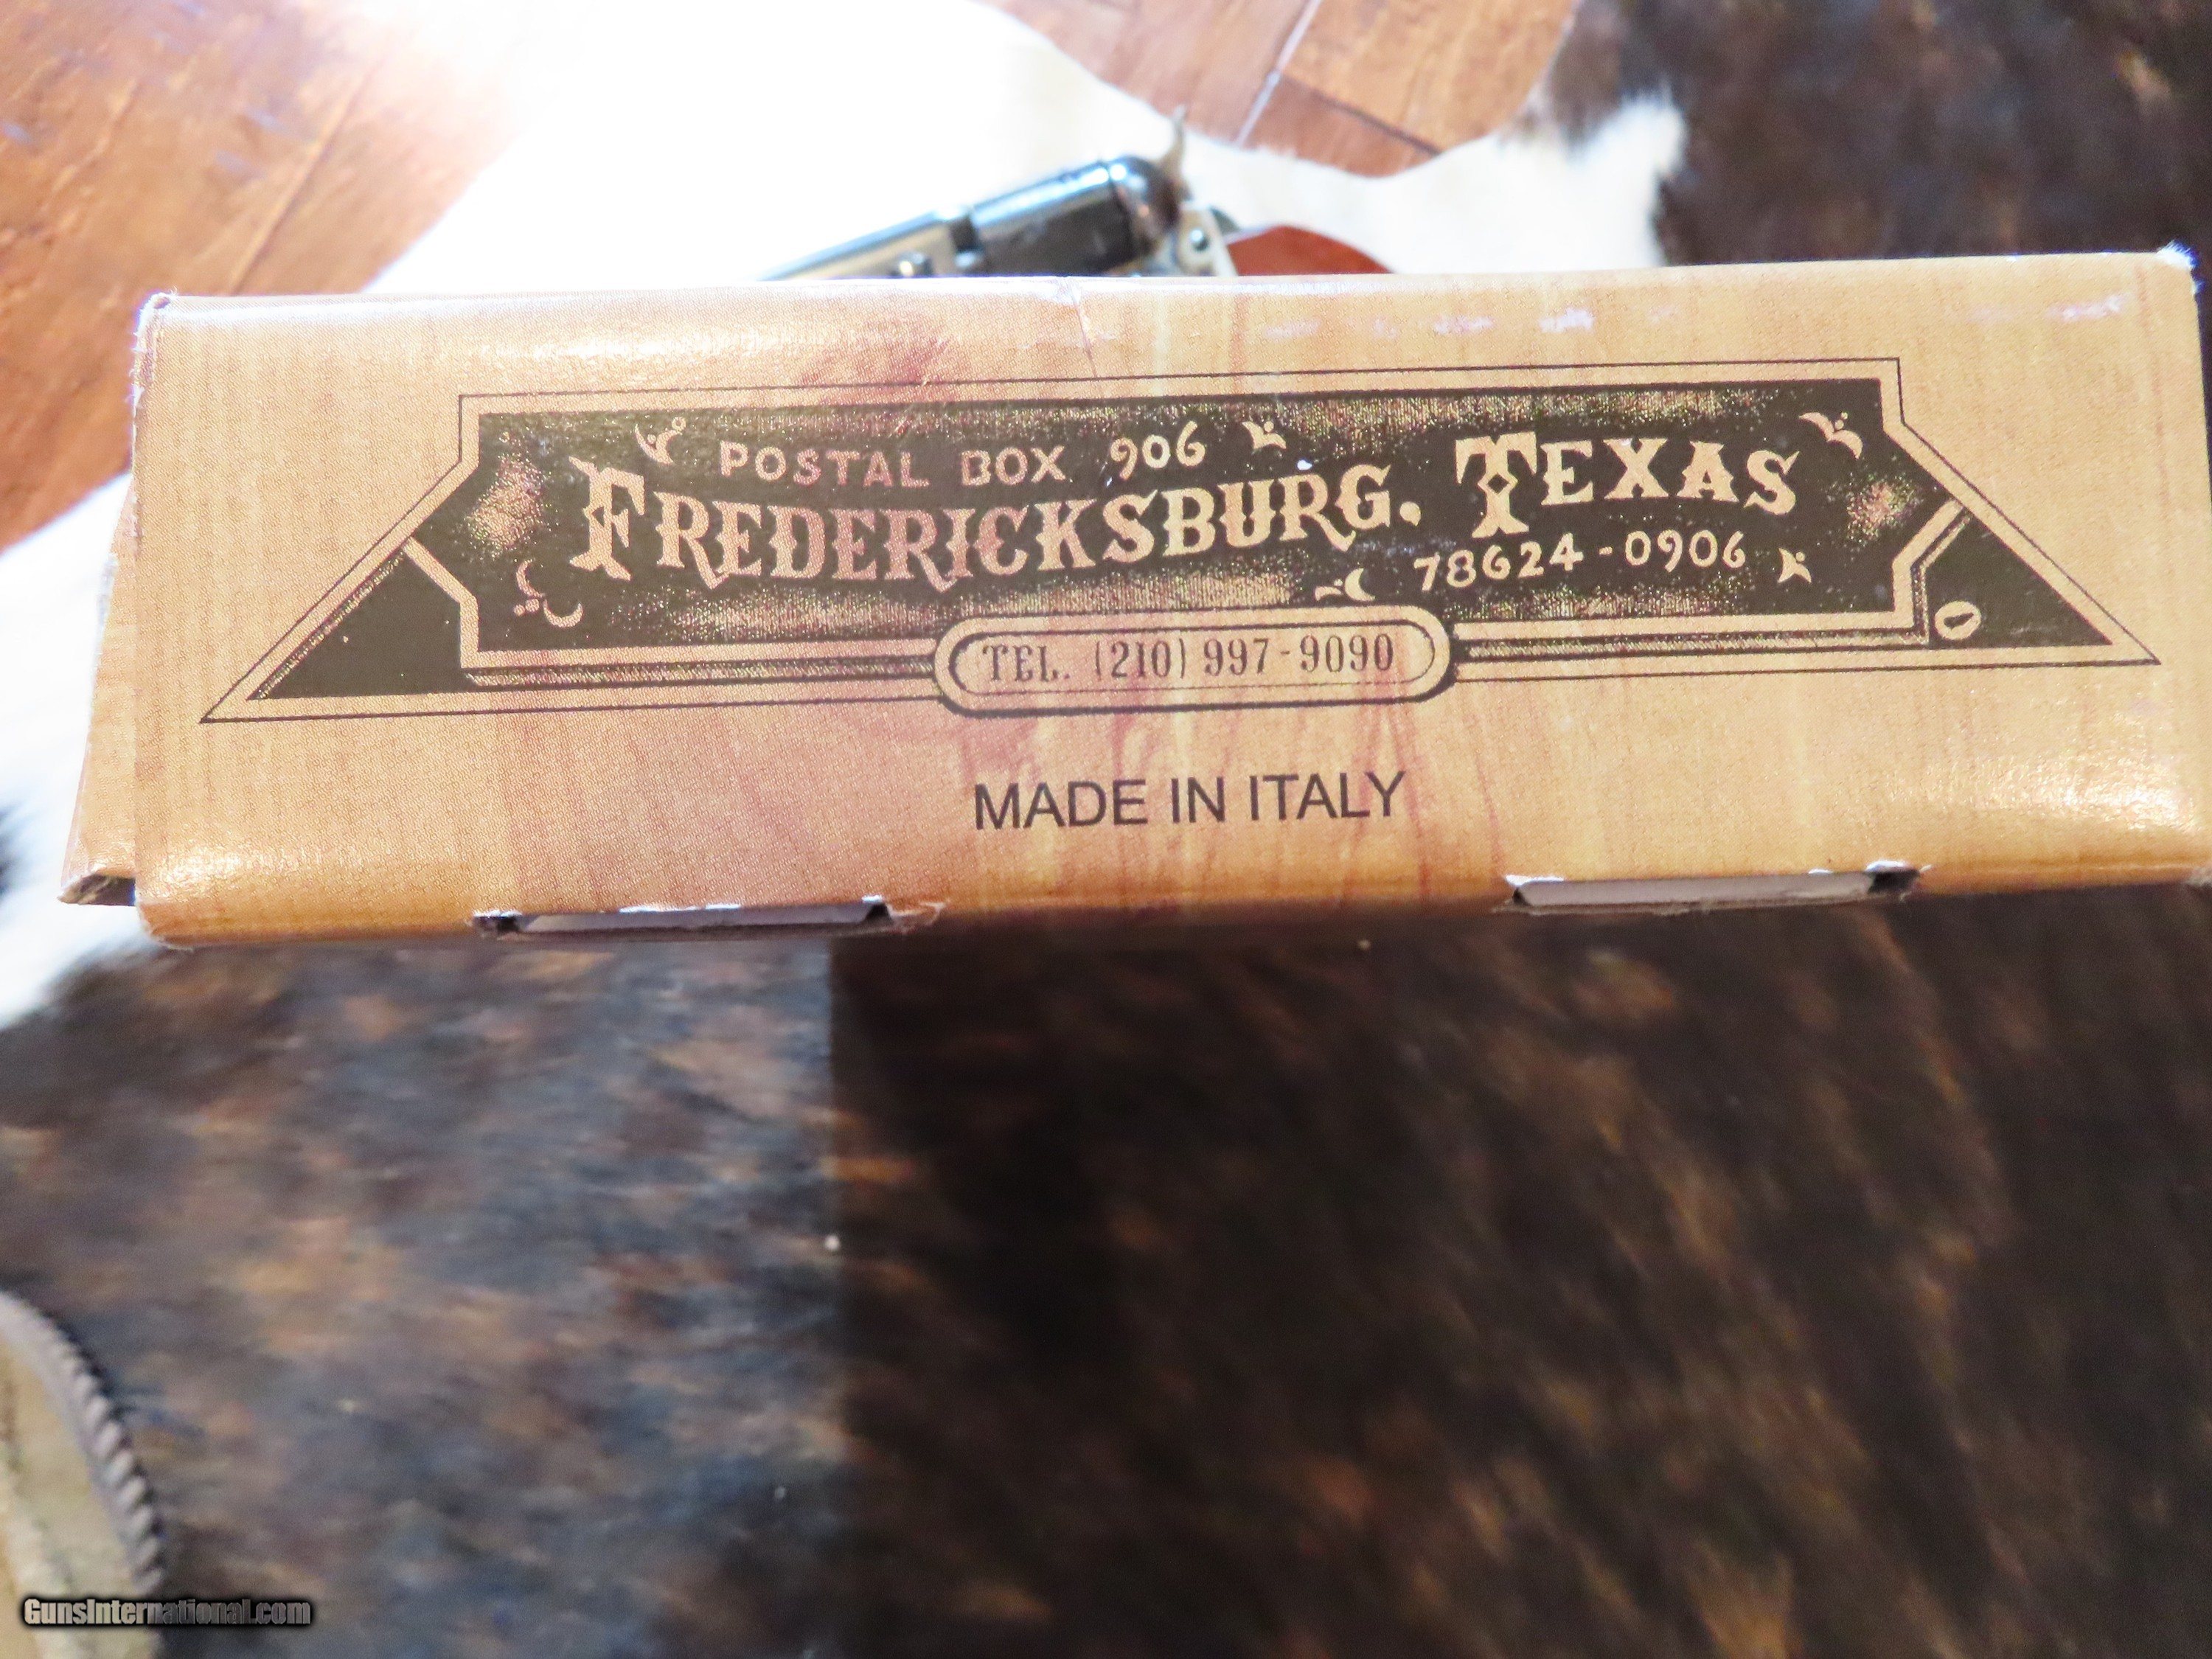 POSTAL BOX 906
FREDERICKSBURG. TEXAS
78624-0906
TEL. (210) 997-9090
MADE IN ITALY
GunsInternational.com